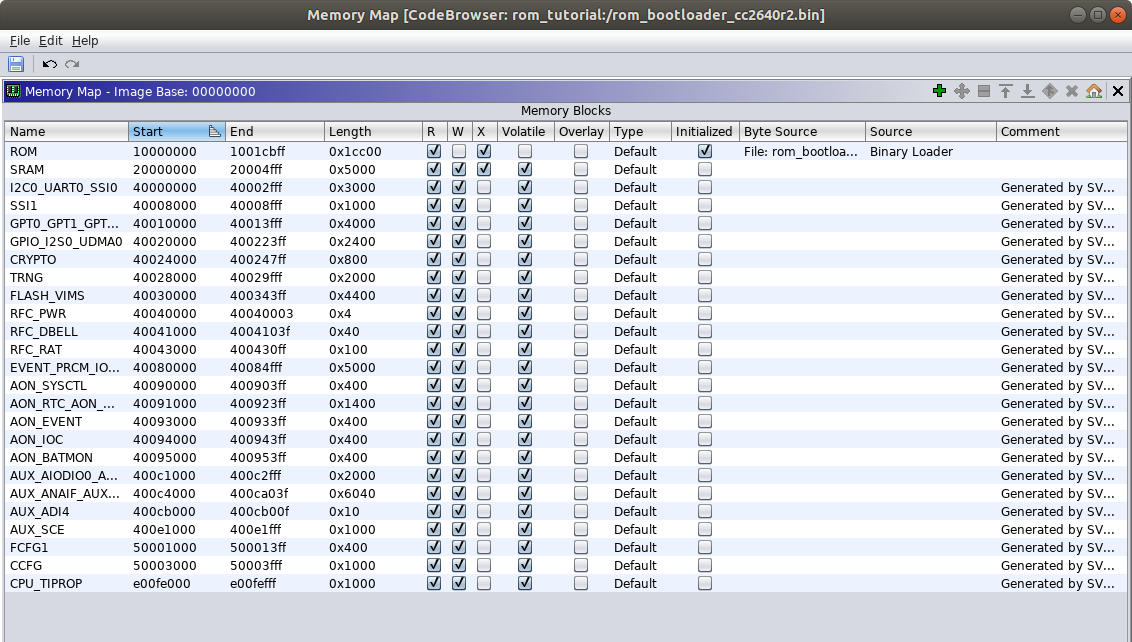 Memory Map [CodeBrowser: rom_tutorial:/rom_bootloader_cc2640r2.bin]
File Edit Help
Memory Map - Image Base: 00000000
Memory Blocks
Name Start End Length R W X Volatile Overlay Type Initialized Byte Source Source Comment
ROM 10000000 1001cbff 0x1cc00 Default File: rom_bootloa... Binary Loader
SRAM 20000000 20004fff 0x5000 Default
I2C0_UART0_SSI0 40000000 40002fff 0x3000 Default Generated by SV...
SSI1 40008000 40008fff 0x1000 Default Generated by SV...
GPT0_GPT1_GPT... 40010000 40013fff 0x4000 Default Generated by SV...
GPIO_I2S0_UDMA0 40020000 400223ff 0x2400 Default Generated by SV...
CRYPTO 40024000 400247ff 0x800 Default Generated by SV...
TRNG 40028000 40029fff 0x2000 Default Generated by SV...
FLASH_VIMS 40030000 400343ff 0x4400 Default Generated by SV...
RFC_PWR 40040000 40040003 0x4 Default Generated by SV...
RFC_DBELL 40041000 4004103f 0x40 Default Generated by SV...
RFC_RAT 40043000 400430ff 0x100 Default Generated by SV...
EVENT_PRCM_IO... 40080000 40084fff 0x5000 Default Generated by SV...
AON_SYSCTL 40090000 400903ff 0x400 Default Generated by SV...
AON_RTC_AON_... 40091000 400923ff 0x1400 Default Generated by SV...
AON_EVENT 40093000 400933ff 0x400 Default Generated by SV...
AON_IOC 40094000 400943ff 0x400 Default Generated by SV...
AON_BATMON 40095000 400953ff 0x400 Default Generated by SV...
AUX_AIODIO0_A... 400c1000 400c2fff 0x2000 Default Generated by SV...
AUX_ANAIF_AUX... 400c4000 400ca03f 0x6040 Default Generated by SV...
AUX_ADI4 400cb000 400cb00f 0x10 Default Generated by SV...
AUX_SCE 400e1000 400e1fff 0x1000 Default Generated by SV...
FCFG1 50001000 500013ff 0x400 Default Generated by SV...
CCFG 50003000 50003fff 0x1000 Default Generated by SV...
CPU_TIPROP e00fe000 e00fefff 0x1000 Default Generated by SV...